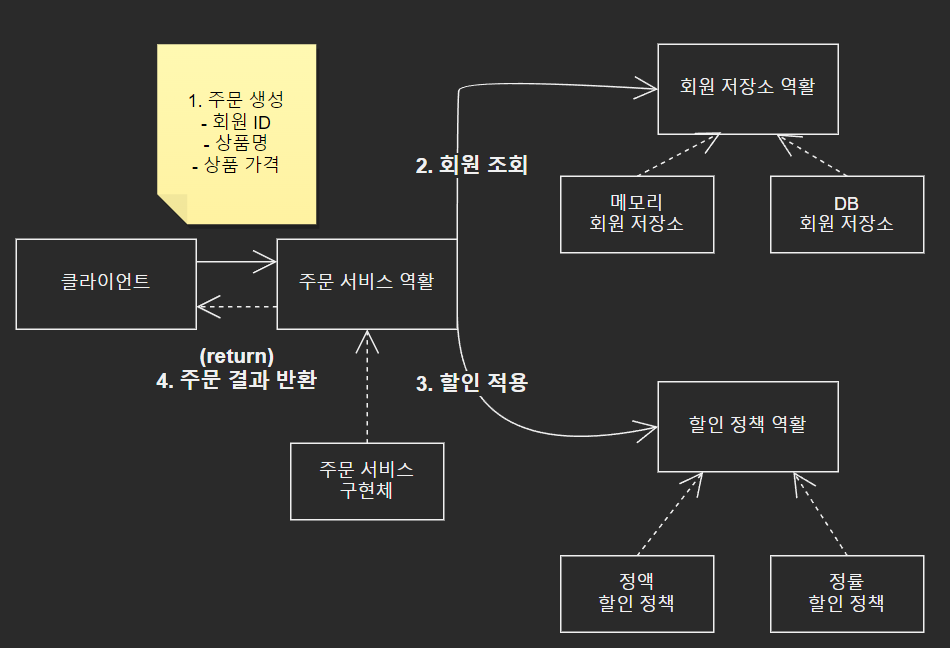 1. 주문 생성
- 회원 ID
- 상품명
- 상품 가격
회원 저장소 역활
2. 회원 조회
메모리
회원 저장소
DB
회원 저장소
클라이언트
주문 서비스 역활
(return)
4. 주문 결과 반환
3. 할인 적용
할인 정책 역활
주문 서비스
구현체
정액
할인 정책
정률
할인 정책